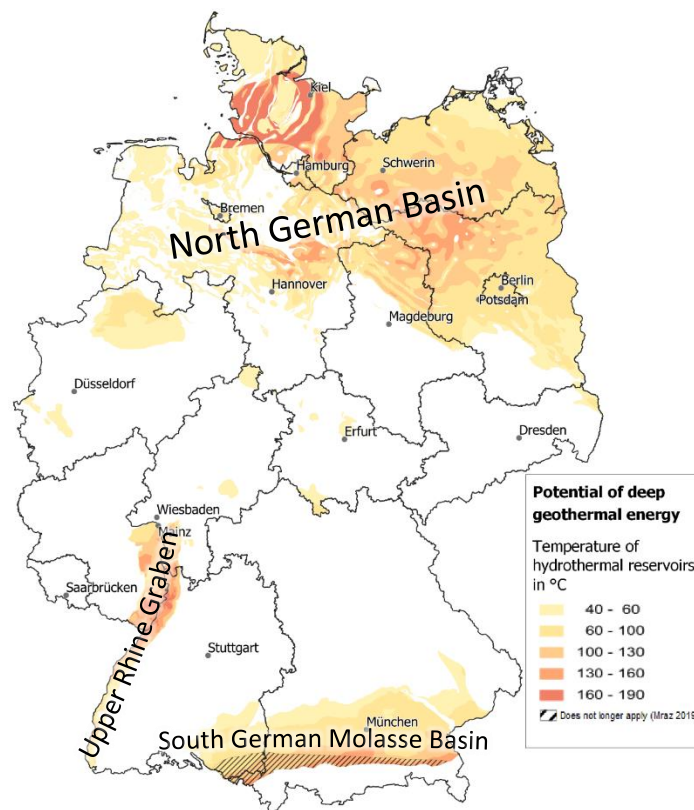 Kiel
Schwerin
Hamburg
Bremen
North German Basin
Berlin
Potsdam
Hannover
Magdeburg
Düsseldorf
Erfurt
Dresden
Wiesbaden
Mainz
Saarbrücken
Upper Rhine Graben
Stuttgart
München
South German Molasse Basin
Potential of deep
geothermal energy
Temperature of
hydrothermal reservoirs
in °C
40 - 60
60 - 100
100 - 130
130 - 160
160 - 190
Does not longer apply (Mraz 2019